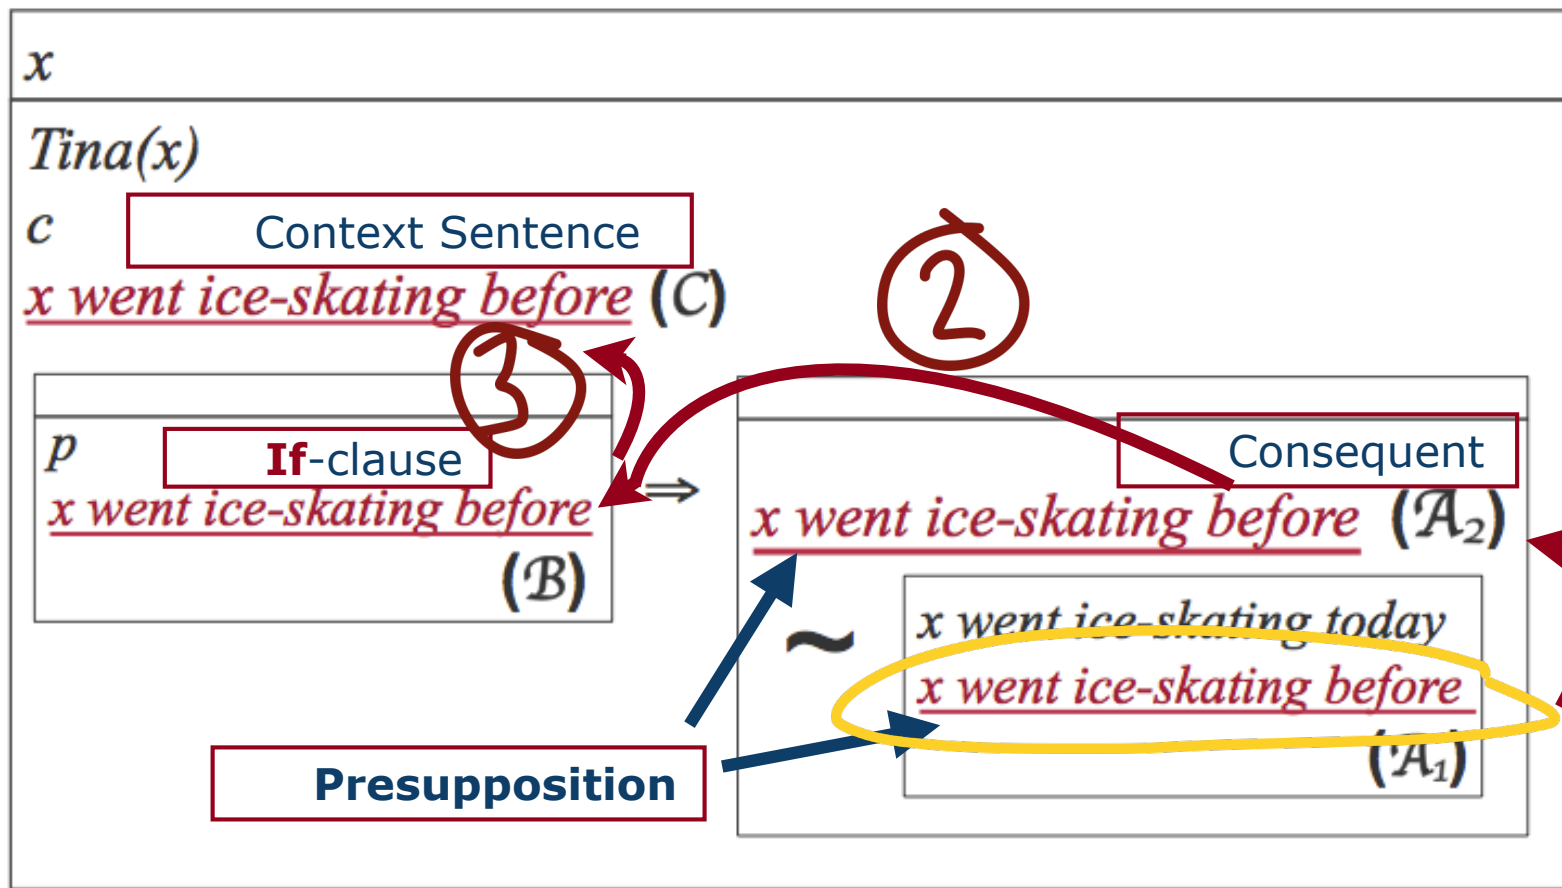 x
Tina(x)
c
Context Sentence
x went ice-skating before (C)
2
3
p
If-clause
x went ice-skating before
(B)
⇒
Consequent
x went ice-skating before (A₂)
~
x went ice-skating today
x went ice-skating before
(A₁)
Presupposition